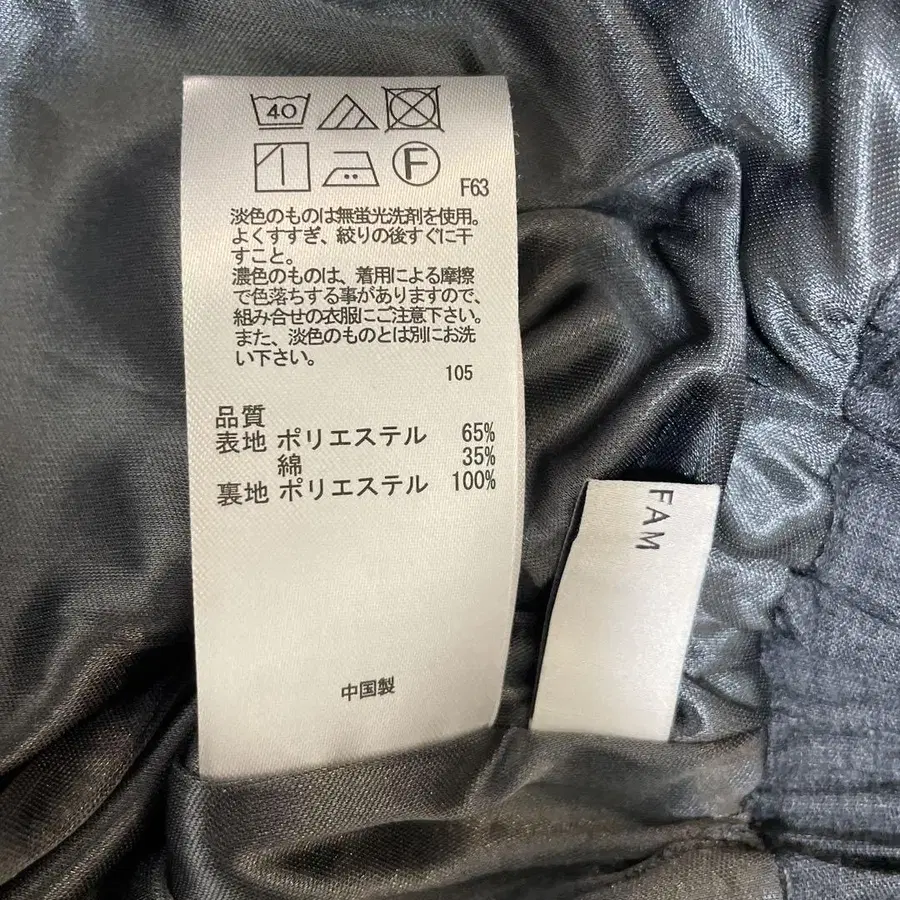 40
F
F63
淡色のものは無蛍光洗剤を使用。
よくすすぎ、絞りの後すぐに干
すこと。
濃色のものは、着用による摩擦
で色落ちする事がありますので、
組み合せの衣服にご注意下さい。
また、淡色のものとは別にお洗
い下さい。
105
品質
表地 ポリエステル 65%
綿 35%
裏地 ポリエステル 100%
中国製
FAM